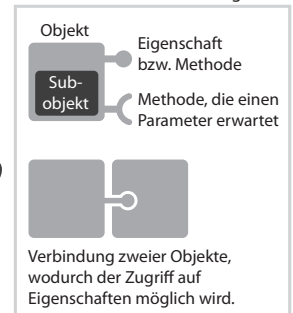 Objekt
Eigenschaft
bzw. Methode
Sub-
objekt
Methode, die einen
Parameter erwartet
Verbindung zweier Objekte,
wodurch der Zugriff auf
Eigenschaften möglich wird.